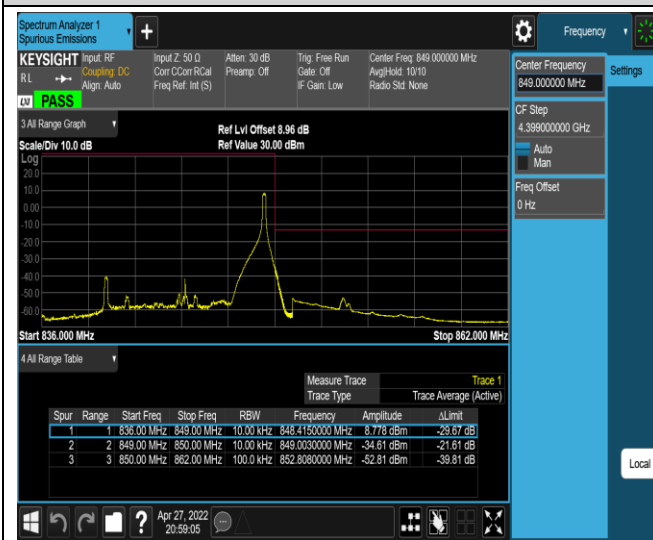 Spectrum Analyzer 1
Spurious Emissions
Frequency
KEYSIGHT
Input: RF
Coupling: DC
Align: Auto
Input Z: 50 Ω
Corr CCorr RCal
Freq Ref: Int (S)
Atten: 30 dB
Preamp: Off
Trig: Free Run
Gate: Off
IF Gain: Low
Center Freq: 849.000000 MHz
Avg|Hold: 10/10
Radio Std: None
RL
LVI
PASS
Center Frequency
849.000000 MHz
Settings
CF Step
4.399000000 GHz
Auto
Man
Freq Offset
0 Hz
3 All Range Graph
Ref Lvl Offset 8.96 dB
Scale/Div 10.0 dB
Ref Value 30.00 dBm
Log
20.0
10.0
0.00
-10.0
-20.0
-30.0
-40.0
-50.0
-60.0
Start 836.000 MHz
Stop 862.000 MHz
4 All Range Table
Measure Trace Trace 1
Trace Type Trace Average (Active)
Spur Range Start Freq Stop Freq RBW Frequency Amplitude ΔLimit
1 1 836.00 MHz 849.00 MHz 10.00 kHz 848.4150000 MHz 8.778 dBm -29.67 dB
2 2 849.00 MHz 850.00 MHz 10.00 kHz 849.0030000 MHz -34.61 dBm -21.61 dB
3 3 850.00 MHz 862.00 MHz 100.0 kHz 852.8080000 MHz -52.81 dBm -39.81 dB
Local
?
Apr 27, 2022
20:59:05